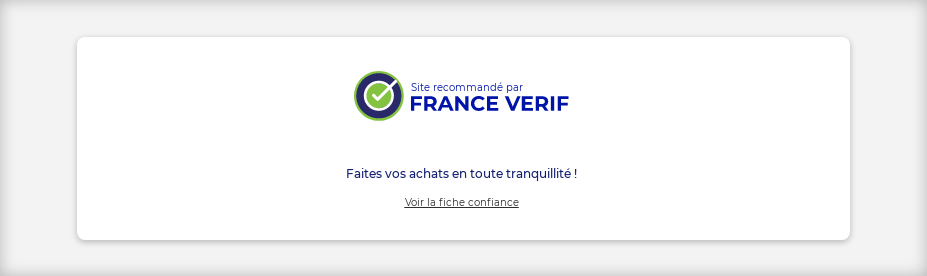 Site recommandé par
FRANCE VERIF
Faites vos achats en toute tranquillité !
Voir la fiche confiance